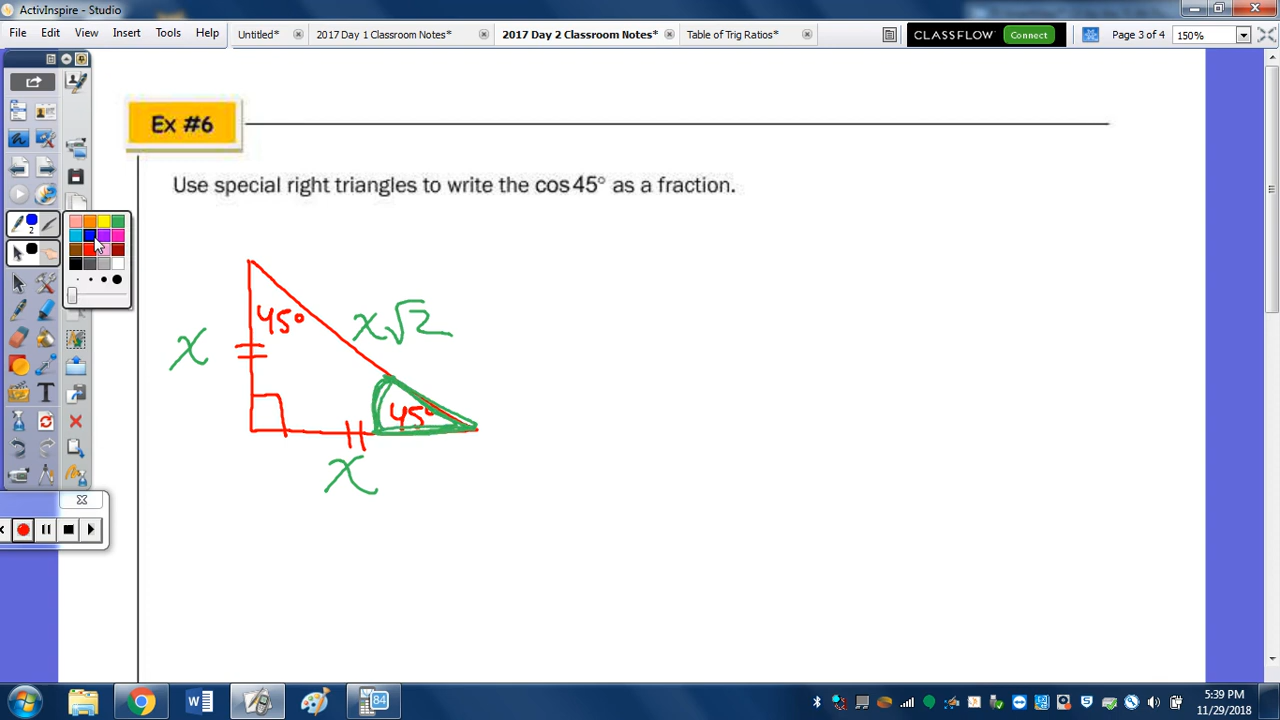 ActivInspire - Studio
File Edit View Insert Tools Help
Untitled* 2017 Day 1 Classroom Notes* 2017 Day 2 Classroom Notes* Table of Trig Ratios*
CLASSFLOW Connect
Page 3 of 4
150%
Ex #6
Use special right triangles to write the cos 45° as a fraction.
45°
x√2
x
45°
x
2
T
84
5:39 PM
11/29/2018